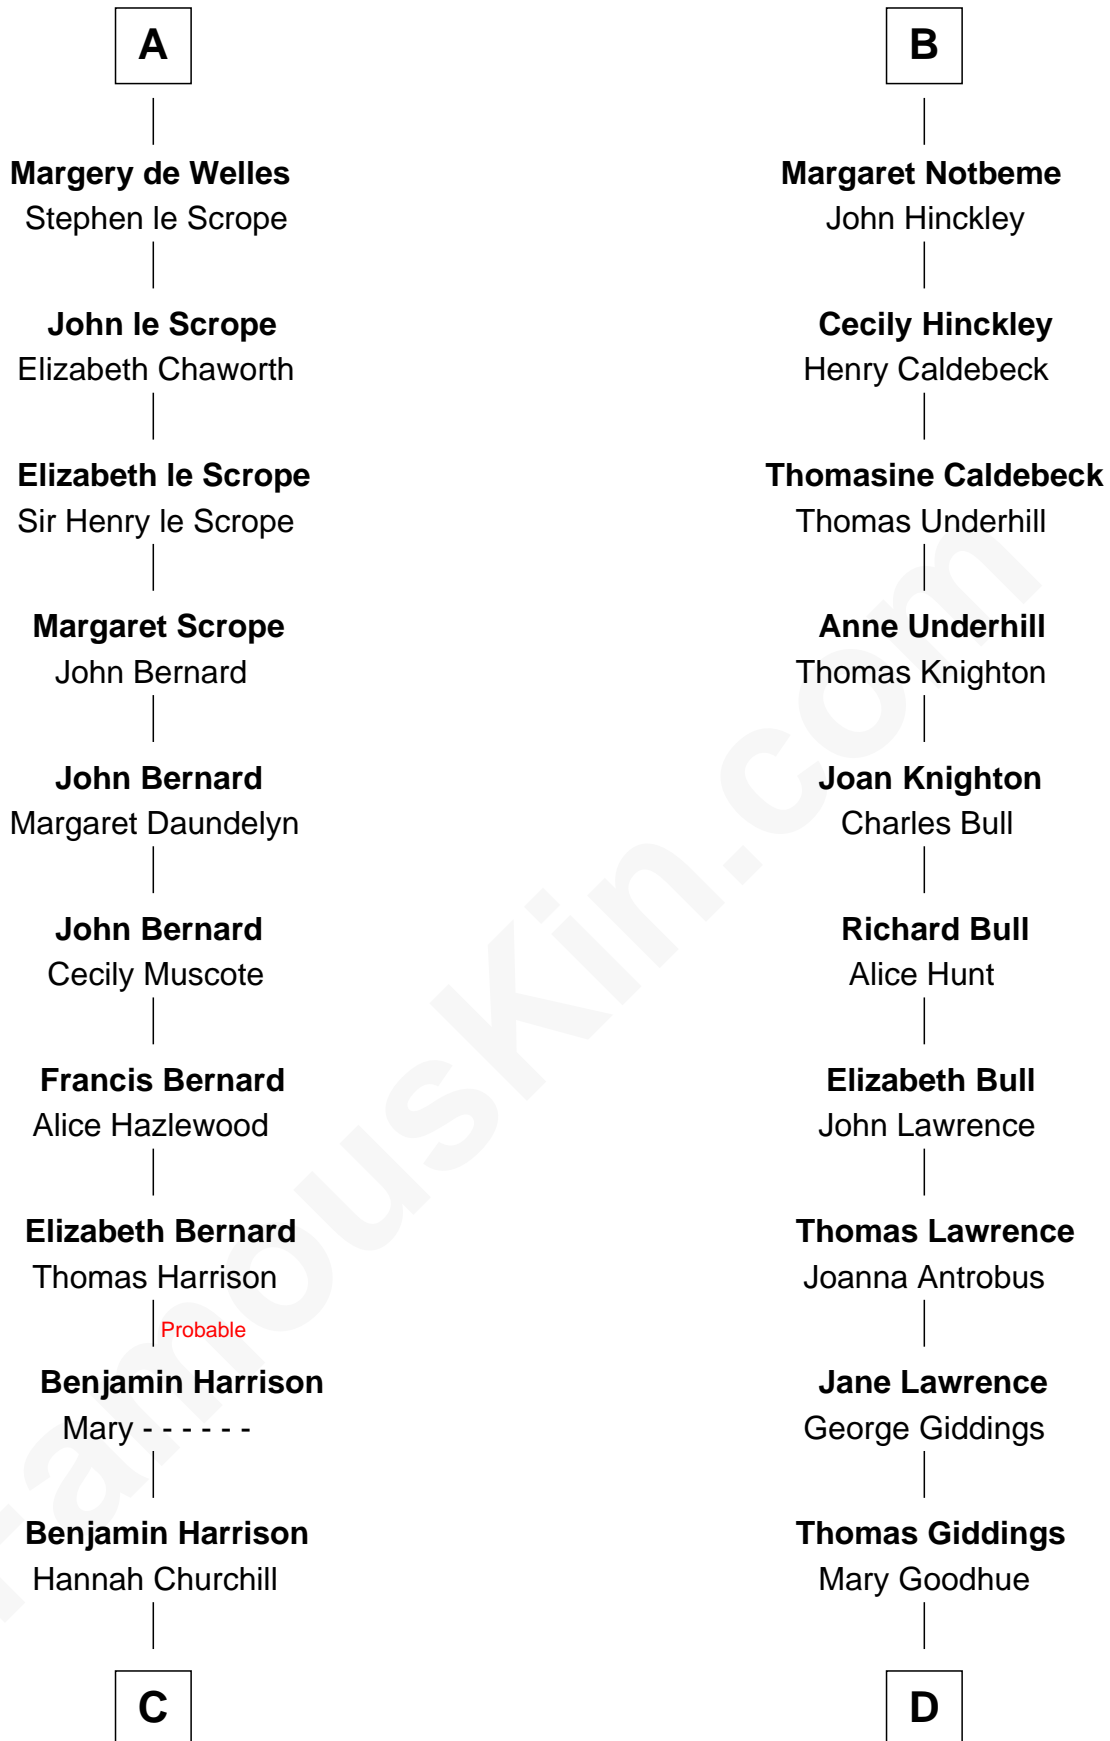 A
Margery de Welles
Stephen le Scrope
John le Scrope
Elizabeth Chaworth
Elizabeth le Scrope
Sir Henry le Scrope
Margaret Scrope
John Bernard
John Bernard
Margaret Daundelyn
John Bernard
Cecily Muscote
Francis Bernard
Alice Hazlewood
Elizabeth Bernard
Thomas Harrison
Probable
Benjamin Harrison
Mary - - - - - -
Benjamin Harrison
Hannah Churchill
C
B
Margaret Notbeme
John Hinckley
Cecily Hinckley
Henry Caldebeck
Thomasine Caldebeck
Thomas Underhill
Anne Underhill
Thomas Knighton
Joan Knighton
Charles Bull
Richard Bull
Alice Hunt
Elizabeth Bull
John Lawrence
Thomas Lawrence
Joanna Antrobus
Jane Lawrence
George Giddings
Thomas Giddings
Mary Goodhue
D
FamousKin.com